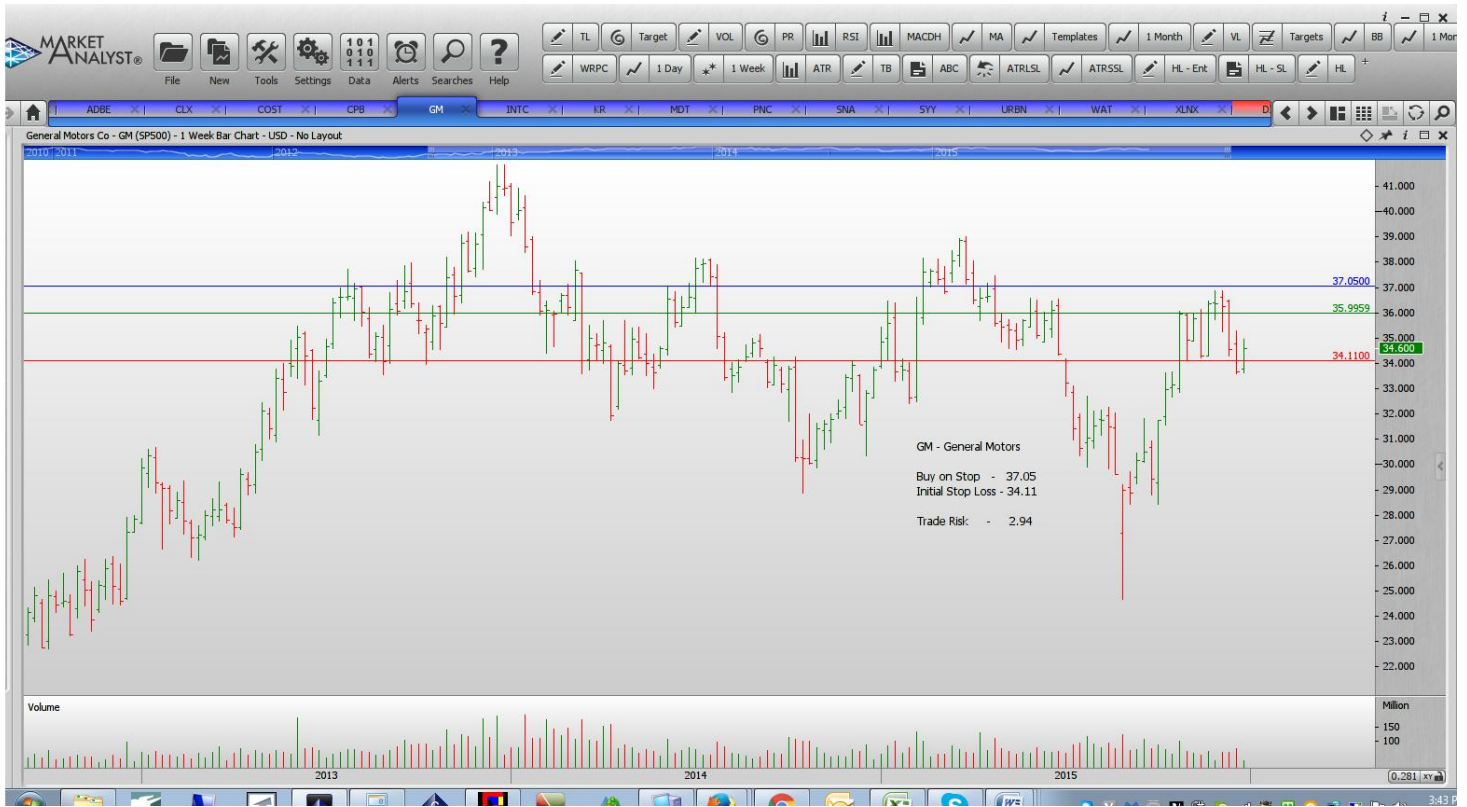 MARKET
ANALYST®
File New Tools Settings Data Alerts Searches Help
TL Target VOL PR RSI MACDH MA Templates 1 Month VL Targets BB 1 Mor
WRPC 1 Day 1 Week ATR TB ABC ATRLSL ATRSSL HL - Ent HL - SL HL
ADBE CLX COST CPB GM INTC KR MDT PNC SNA SYY URBN WAT XLNX D
General Motors Co - GM (SP500) - 1 Week Bar Chart - USD - No Layout
2010 2011 2012 2013 2014 2015
41.000
40.000
39.000
38.000
37.0500
37.000
35.9959
36.000
35.000
34.600
34.1100
34.000
33.000
32.000
31.000
30.000
29.000
28.000
27.000
26.000
25.000
24.000
23.000
22.000
GM - General Motors
Buy on Stop - 37.05
Initial Stop Loss - 34.11
Trade Risk - 2.94
Volume
Million
150
100
2013 2014 2015
0.281 XY
3:43 P